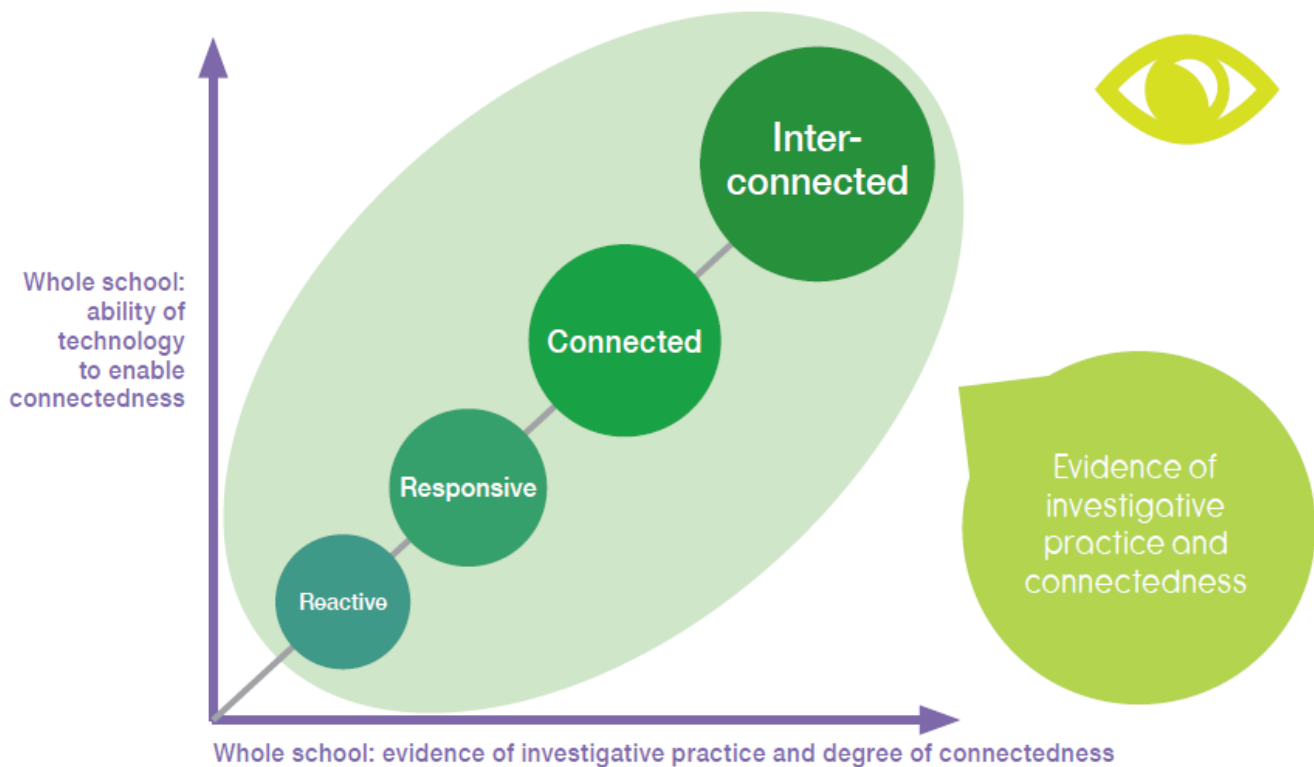 Inter-
connected
Whole school:
ability of
technology
to enable
connectedness
Connected
Responsive
Evidence of
investigative
practice and
connectedness
Reactive
Whole school: evidence of investigative practice and degree of connectedness